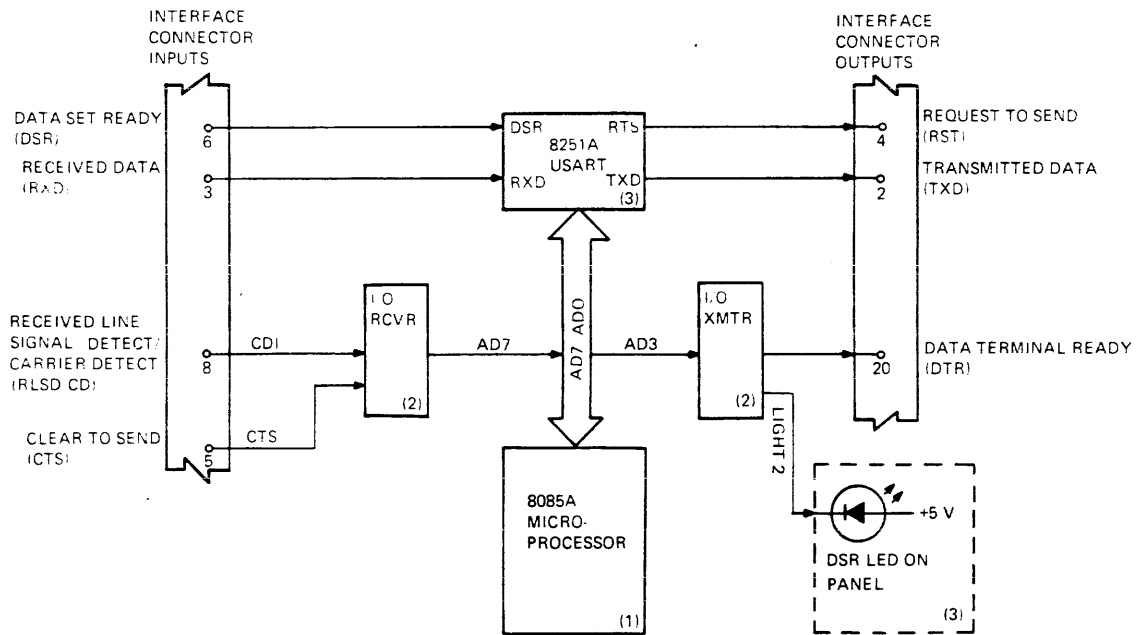 INTERFACE
CONNECTOR
INPUTS
INTERFACE
CONNECTOR
OUTPUTS
DATA SET READY
(DSR)
6
DSR
RTS
8251A
USART
4
REQUEST TO SEND
(RST)
RECEIVED DATA
(RXD)
3
RXD
TXD
(3)
2
TRANSMITTED DATA
(TXD)
RECEIVED LINE
SIGNAL DETECT/
CARRIER DETECT
(RLSD CD)
8
CDI
I/O
RCVR
(2)
AD7
AD7 AD0
AD3
I/O
XMTR
(2)
20
DATA TERMINAL READY
(DTR)
CLEAR TO SEND
(CTS)
5
CTS
LIGHT 2
8085A
MICRO-
PROCESSOR
(1)
+5 V
DSR LED ON
PANEL
(3)